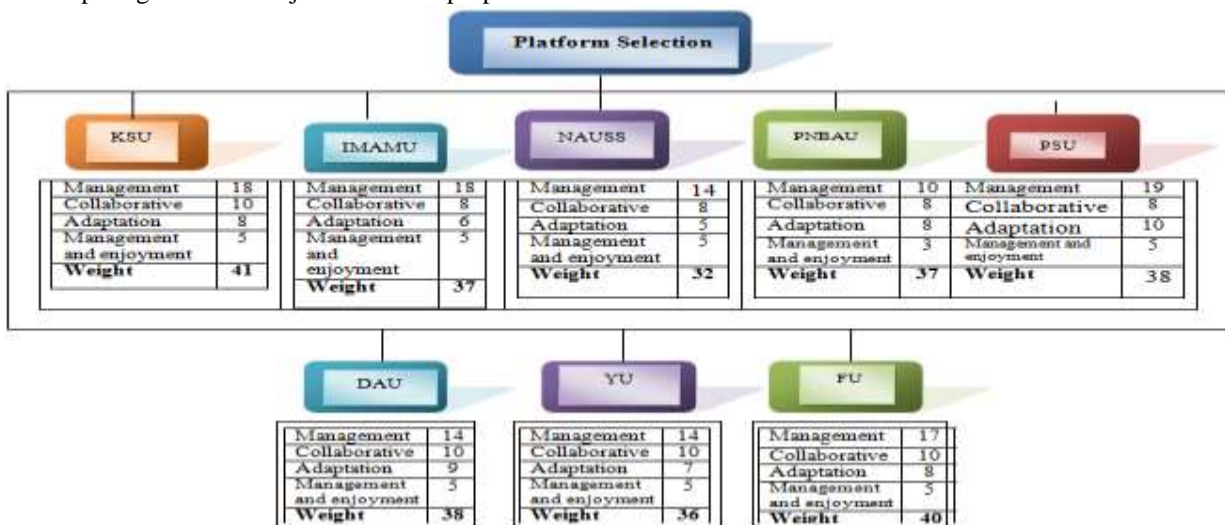 Platform Selection
KSU
IMAMU
NAUSS
PNBAU
PSU
Management 18
Collaborative 10
Adaptation 8
Management and enjoyment 5
Weight 41
Management 18
Collaborative 8
Adaptation 6
Management
and
enjoyment 5
Weight 37
Management 14
Collaborative 8
Adaptation 5
Management
and enjoyment 5
Weight 32
Management 10
Collaborative 8
Adaptation 8
Management
and enjoyment 3
Weight 37
Management 19
Collaborative 8
Adaptation 10
Management and
enjoyment 5
Weight 38
DAU
YU
FU
Management 14
Collaborative 10
Adaptation 9
Management
and enjoyment 5
Weight 38
Management 14
Collaborative 10
Adaptation 7
Management
and enjoyment 5
Weight 36
Management 17
Collaborative 10
Adaptation 8
Management
and enjoyment 5
Weight 40